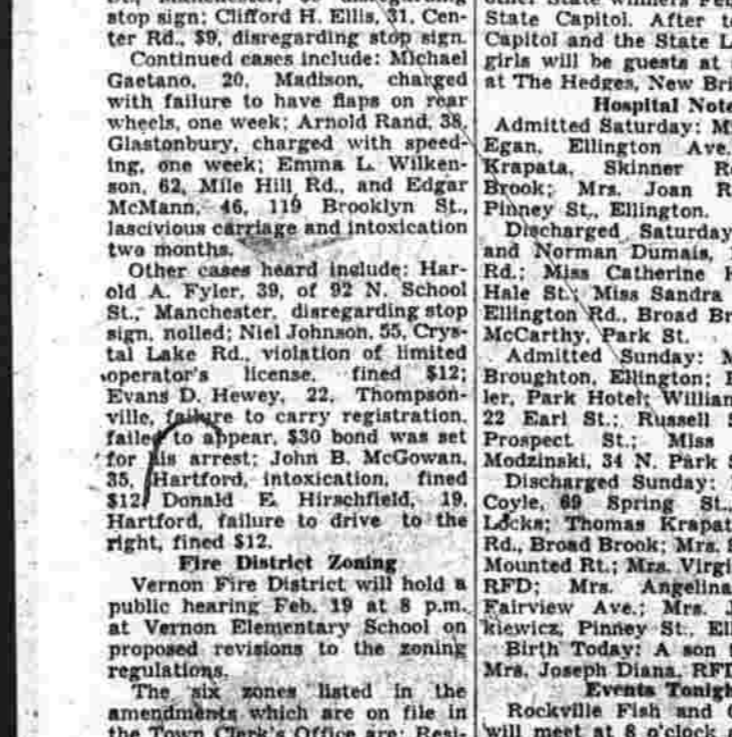 stop sign; Clifford H. Ellis, 31, Cen-
ter Rd., $9, disregarding stop sign.
Continued cases include: Michael
Gaetano, 20, Madison, charged
with failure to have flaps on rear
wheels, one week; Arnold Rand, 38,
Glastonbury, charged with speed-
ing, one week; Emma L. Wilken-
son, 62, Mile Hill Rd., and Edgar
McMann, 46, 119 Brooklyn St.,
lascivious carriage and intoxication
two months.
Other cases heard include: Har-
old A. Fyler, 39, of 92 N. School
St., Manchester, disregarding stop
sign, nolled; Niel Johnson, 55, Crys-
tal Lake Rd., violation of limited
operator's license, fined $12;
Evans D. Hewey, 22, Thompson-
ville, failure to carry registration,
failed to appear, $30 bond was set
for his arrest; John B. McGowan,
35, Hartford, intoxication, fined
$12; Donald E. Hirschfield, 19,
Hartford, failure to drive to the
right, fined $12.
Fire District Zoning
Vernon Fire District will hold a
public hearing Feb. 19 at 8 p.m.
at Vernon Elementary School on
proposed revisions to the zoning
regulations.
The six zones listed in the
amendments which are on file in
the Town Clerk's Office are: Resi-
State Capitol. After
Capitol and the State
girls will be guests at
at The Hedges, New
Hospital
Admitted Saturday:
Egan, Ellington Ave.
Krapata, Skinner
Brook; Mrs. Joan
Pinney St., Ellington.
Discharged Saturday
and Norman Dumais,
Rd.; Miss Catherine
Hale St.; Miss Sandra
Ellington Rd., Broad
McCarthy, Park St.
Admitted Sunday:
Broughton, Ellington;
ler, Park Hotel;
22 Earl St.; Russell
Prospect St.; Miss
Modzinski, 34 N. Park
Discharged Sunday:
Coyle, 69 Spring St.,
Locks; Thomas
Rd., Broad Brook; Mrs.
Mounted Rt.; Mrs.
RFD; Mrs. Angelina
Fairview Ave.; Mrs.
kiewicz, Pinney St.,
Birth Today: A son
Mrs. Joseph Diana, RFD
Events
Rockville Fish and
will meet at 8 o'clock